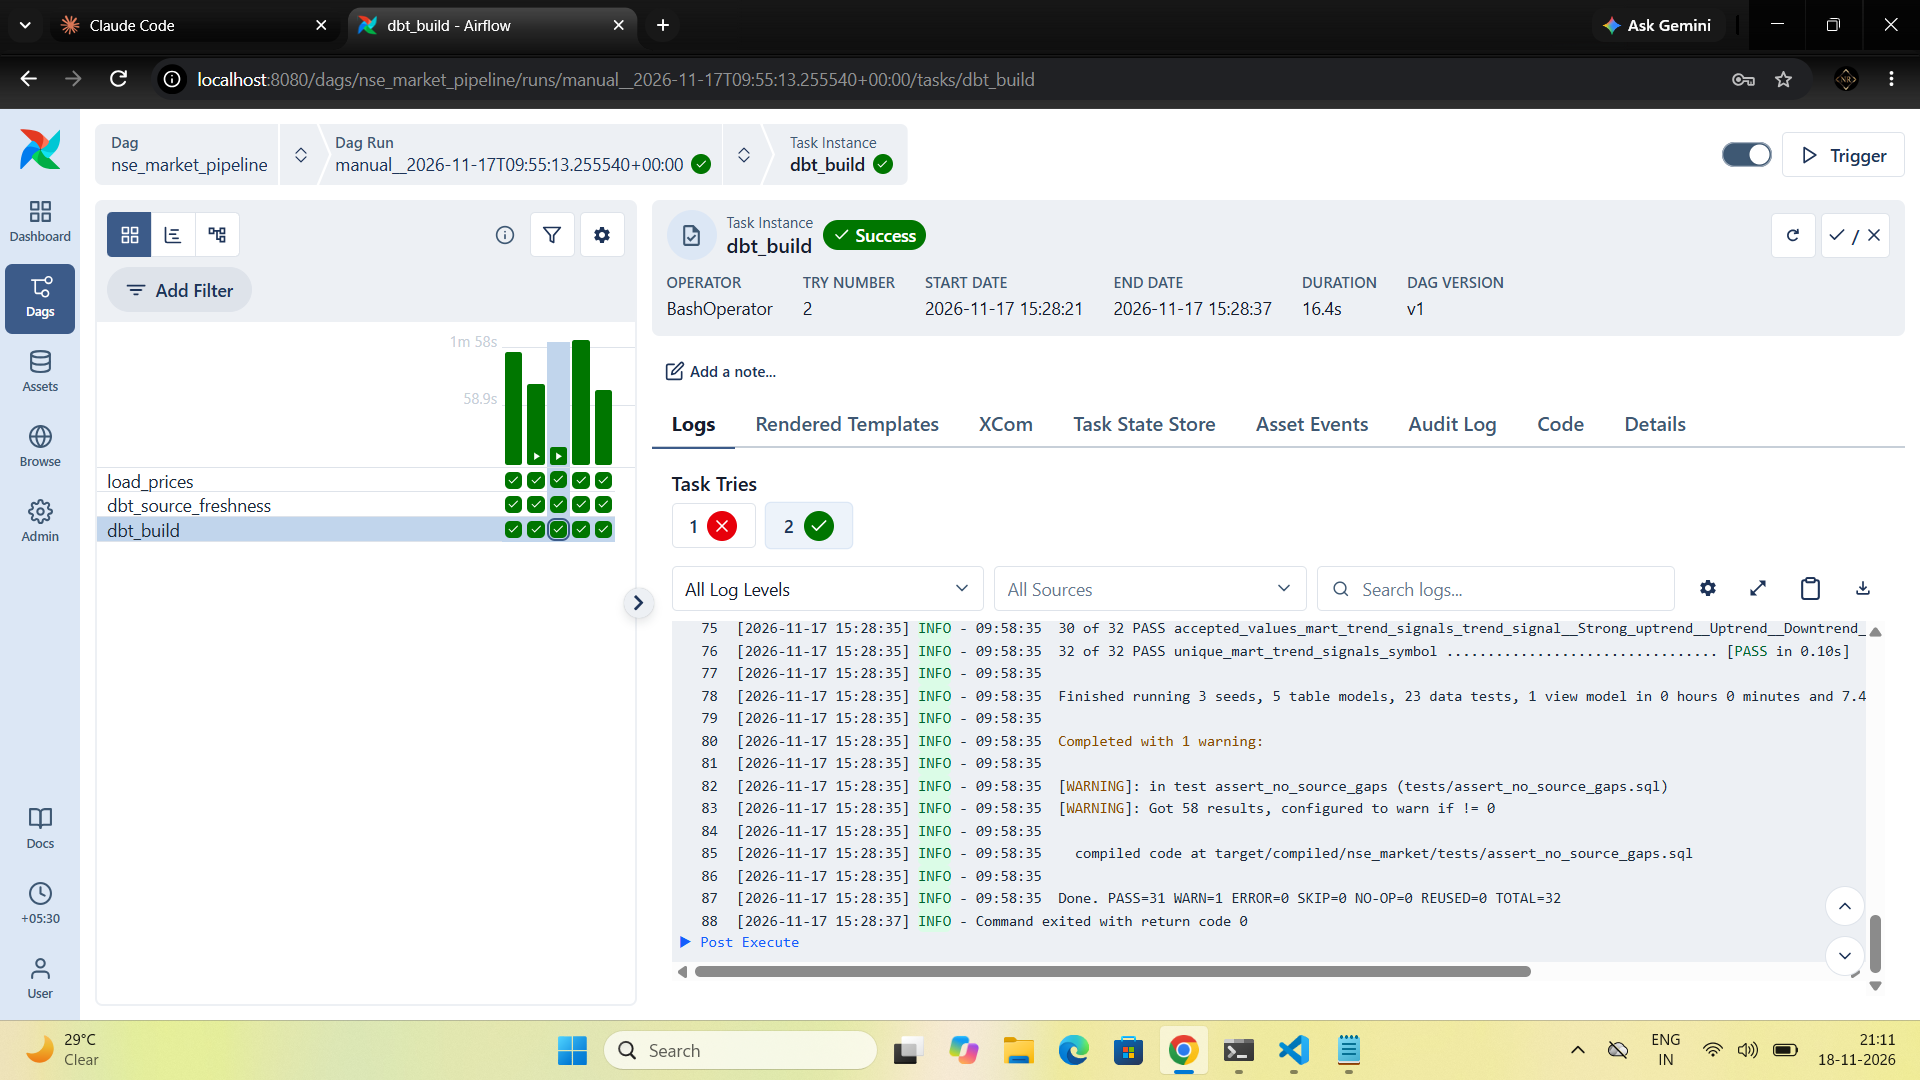 Claude Code
dbt_build - Airflow
Ask Gemini
localhost:8080/dags/nse_market_pipeline/runs/manual__2026-11-17T09:55:13.255540+00:00/tasks/dbt_build
Dag
nse_market_pipeline
Dag Run
manual__2026-11-17T09:55:13.255540+00:00
Task Instance
dbt_build
Trigger
Dashboard
Dags
Assets
Browse
Admin
Docs
+05:30
User
Add Filter
1m 58s
58.9s
load_prices
dbt_source_freshness
dbt_build
Task Instance
dbt_build
Success
/
OPERATOR TRY NUMBER START DATE END DATE DURATION DAG VERSION
BashOperator 2 2026-11-17 15:28:21 2026-11-17 15:28:37 16.4s v1
Add a note...
Logs Rendered Templates XCom Task State Store Asset Events Audit Log Code Details
Task Tries
1 2
All Log Levels All Sources Search logs...
75 [2026-11-17 15:28:35] INFO - 09:58:35 30 of 32 PASS accepted_values_mart_trend_signals_trend_signal__Strong_uptrend__Uptrend__Downtrend_
76 [2026-11-17 15:28:35] INFO - 09:58:35 32 of 32 PASS unique_mart_trend_signals_symbol ................................. [PASS in 0.10s]
77 [2026-11-17 15:28:35] INFO - 09:58:35
78 [2026-11-17 15:28:35] INFO - 09:58:35 Finished running 3 seeds, 5 table models, 23 data tests, 1 view model in 0 hours 0 minutes and 7.4
79 [2026-11-17 15:28:35] INFO - 09:58:35
80 [2026-11-17 15:28:35] INFO - 09:58:35 Completed with 1 warning:
81 [2026-11-17 15:28:35] INFO - 09:58:35
82 [2026-11-17 15:28:35] INFO - 09:58:35 [WARNING]: in test assert_no_source_gaps (tests/assert_no_source_gaps.sql)
83 [2026-11-17 15:28:35] INFO - 09:58:35 [WARNING]: Got 58 results, configured to warn if != 0
84 [2026-11-17 15:28:35] INFO - 09:58:35
85 [2026-11-17 15:28:35] INFO - 09:58:35 compiled code at target/compiled/nse_market/tests/assert_no_source_gaps.sql
86 [2026-11-17 15:28:35] INFO - 09:58:35
87 [2026-11-17 15:28:35] INFO - 09:58:35 Done. PASS=31 WARN=1 ERROR=0 SKIP=0 NO-OP=0 REUSED=0 TOTAL=32
88 [2026-11-17 15:28:37] INFO - Command exited with return code 0
Post Execute
29°C
Clear
Search
ENG
IN
21:11
18-11-2026